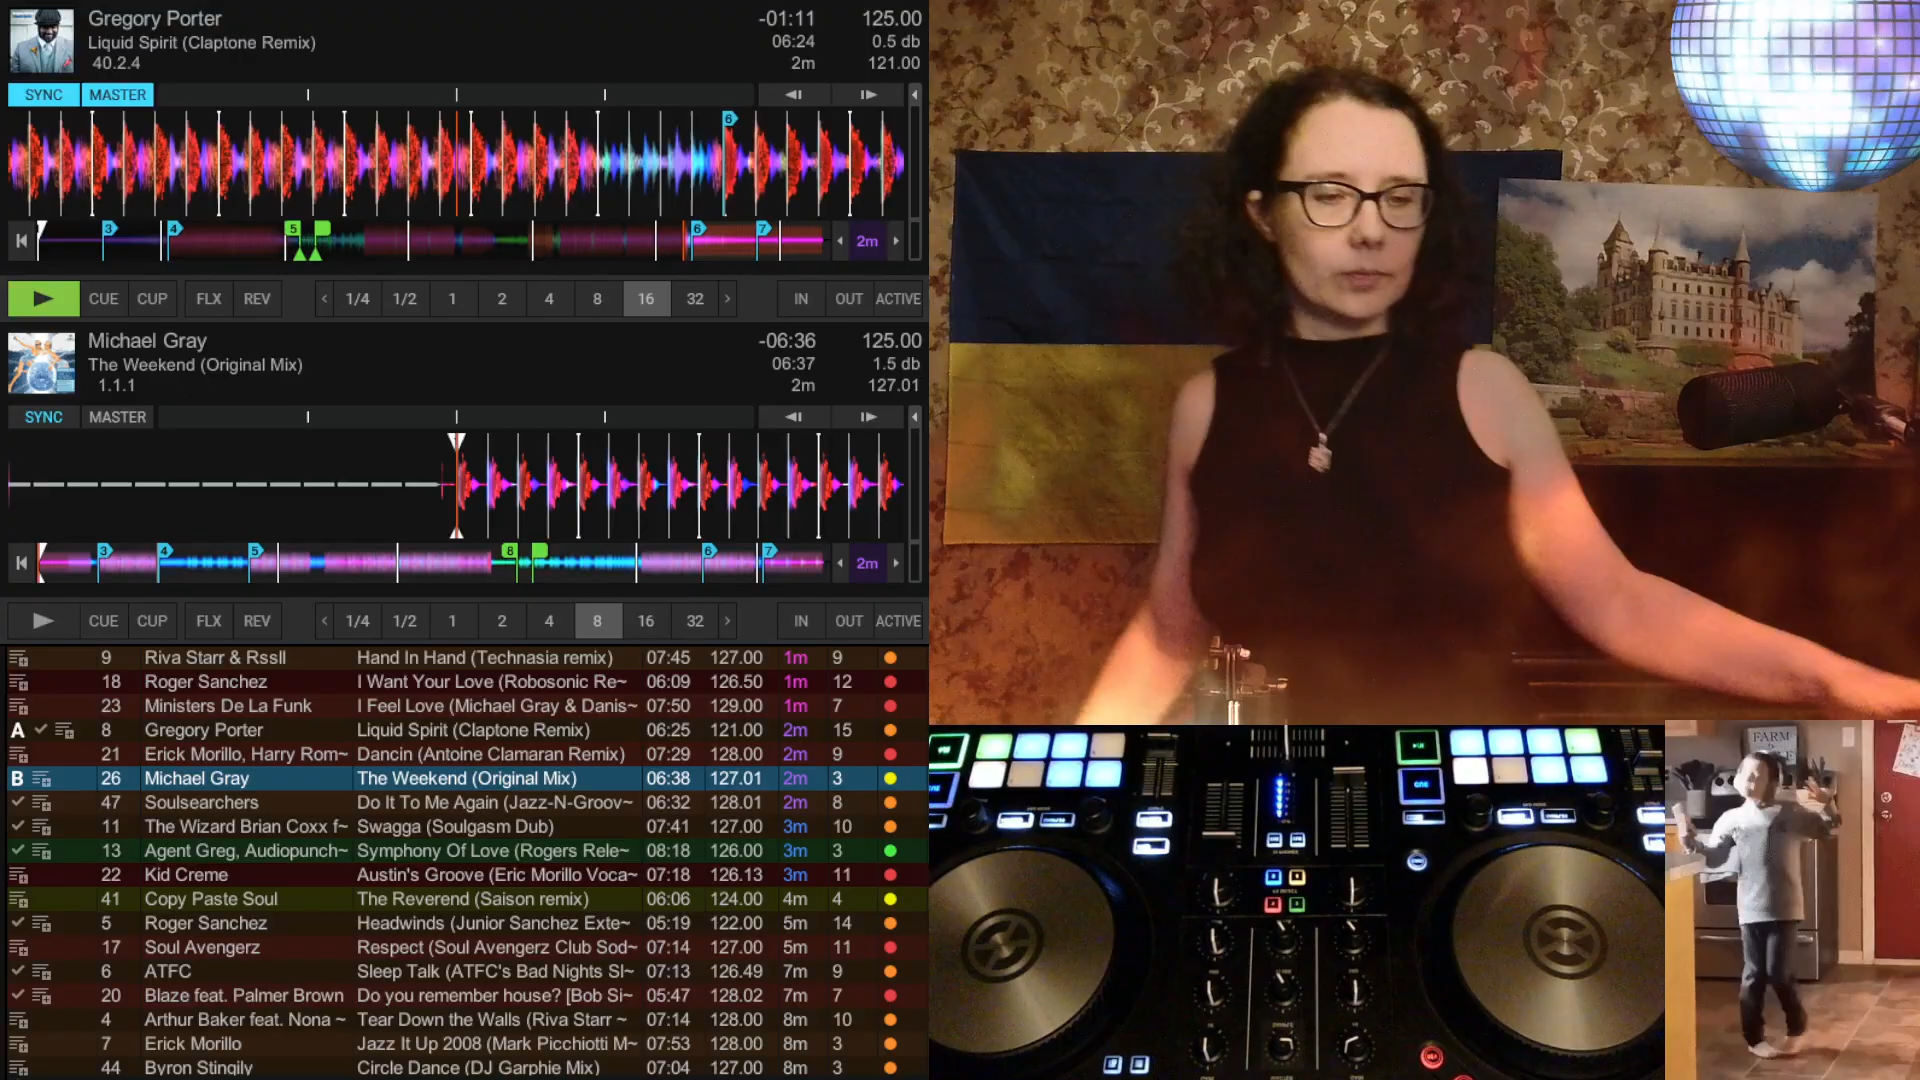 Gregory Porter -01:11 125.00
Liquid Spirit (Claptone Remix) 06:24 0.5 db
40.2.4 2m 121.00
SYNC MASTER
6
3 4 5 6 7 2m
CUE CUP FLX REV < 1/4 1/2 1 2 4 8 16 32 > IN OUT ACTIVE
Michael Gray -06:36 125.00
The Weekend (Original Mix) 06:37 1.5 db
1.1.1 2m 127.01
SYNC MASTER
3 4 5 8 6 7 2m
CUE CUP FLX REV < 1/4 1/2 1 2 4 8 16 32 > IN OUT ACTIVE
9 Riva Starr & Rssll Hand In Hand (Technasia remix) 07:45 127.00 1m 9
18 Roger Sanchez I Want Your Love (Robosonic Re~ 06:09 126.50 1m 12
23 Ministers De La Funk I Feel Love (Michael Gray & Danis~ 07:50 129.00 1m 7
A 8 Gregory Porter Liquid Spirit (Claptone Remix) 06:25 121.00 2m 15
21 Erick Morillo, Harry Rom~ Dancin (Antoine Clamaran Remix) 07:29 128.00 2m 9
B 26 Michael Gray The Weekend (Original Mix) 06:38 127.01 2m 3
47 Soulsearchers Do It To Me Again (Jazz-N-Groov~ 06:32 128.01 2m 8
11 The Wizard Brian Coxx f~ Swagga (Soulgasm Dub) 07:41 127.00 3m 10
13 Agent Greg, Audiopunch~ Symphony Of Love (Rogers Rele~ 08:18 126.00 3m 3
22 Kid Creme Austin's Groove (Eric Morillo Voca~ 07:18 126.13 3m 11
41 Copy Paste Soul The Reverend (Saison remix) 06:06 124.00 4m 4
5 Roger Sanchez Headwinds (Junior Sanchez Exte~ 05:19 122.00 5m 14
17 Soul Avengerz Respect (Soul Avengerz Club Sod~ 07:14 127.00 5m 11
6 ATFC Sleep Talk (ATFC's Bad Nights Sl~ 07:13 126.49 7m 9
20 Blaze feat. Palmer Brown Do you remember house? [Bob Si~ 05:47 128.02 7m 7
4 Arthur Baker feat. Nona ~ Tear Down the Walls (Riva Starr ~ 07:14 128.00 8m 10
7 Erick Morillo Jazz It Up 2008 (Mark Picchiotti M~ 07:53 128.00 8m 3
44 Byron Stingily Circle Dance (DJ Garphie Mix) 07:04 127.00 8m 3
FARM